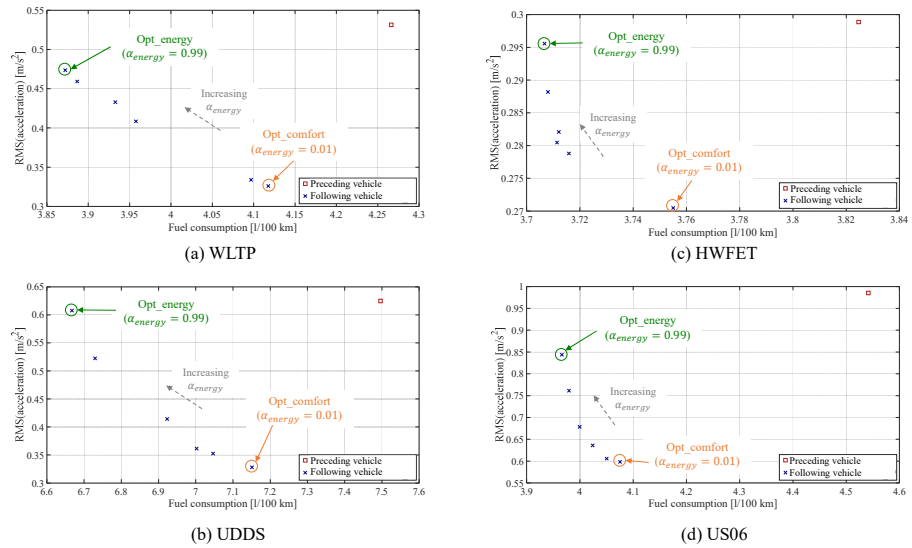 0.55
0.5
0.45
0.4
0.35
0.3
RMS(acceleration) [m/s²]
Opt_energy
(α_energy = 0.99)
Increasing
α_energy
Opt_comfort
(α_energy = 0.01)
Preceding vehicle
Following vehicle
3.85 3.9 3.95 4 4.05 4.1 4.15 4.2 4.25 4.3
Fuel consumption [l/100 km]
(a) WLTP
0.3
0.295
0.29
0.285
0.28
0.275
0.27
RMS(acceleration) [m/s²]
Opt_energy
(α_energy = 0.99)
Increasing
α_energy
Opt_comfort
(α_energy = 0.01)
Preceding vehicle
Following vehicle
3.7 3.72 3.74 3.76 3.78 3.8 3.82 3.84
Fuel consumption [l/100 km]
(c) HWFET
0.65
0.6
0.55
0.5
0.45
0.4
0.35
0.3
RMS(acceleration) [m/s²]
Opt_energy
(α_energy = 0.99)
Increasing
α_energy
Opt_comfort
(α_energy = 0.01)
Preceding vehicle
Following vehicle
6.6 6.7 6.8 6.9 7 7.1 7.2 7.3 7.4 7.5 7.6
Fuel consumption [l/100 km]
(b) UDDS
1
0.95
0.9
0.85
0.8
0.75
0.7
0.65
0.6
0.55
RMS(acceleration) [m/s²]
Opt_energy
(α_energy = 0.99)
Increasing
α_energy
Opt_comfort
(α_energy = 0.01)
Preceding vehicle
Following vehicle
3.9 4 4.1 4.2 4.3 4.4 4.5 4.6
Fuel consumption [l/100 km]
(d) US06